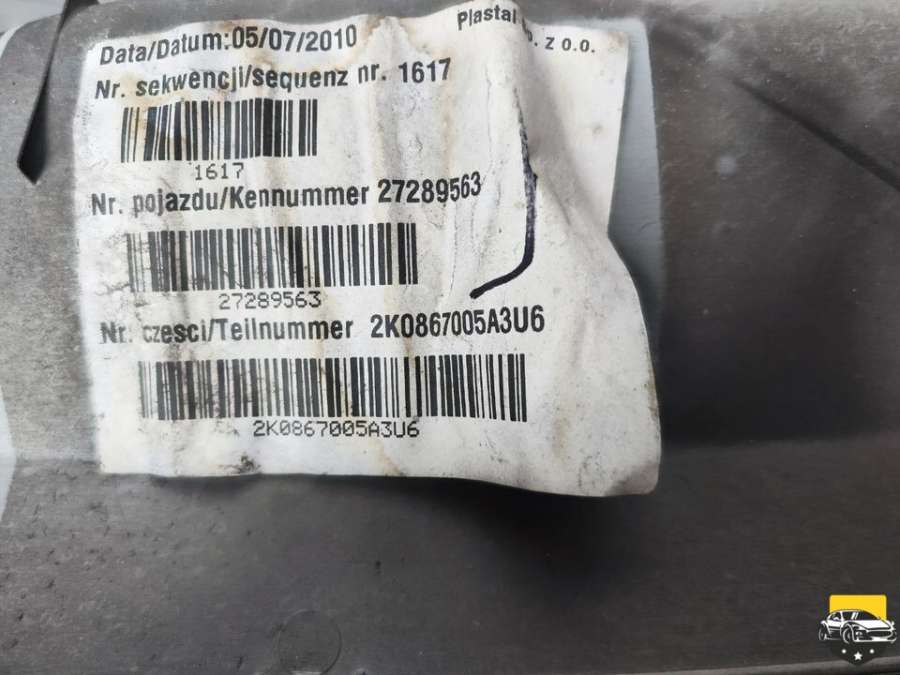 Data/Datum:05/07/2010
Plastal
z o.o.
Nr. sekwencji/sequenz nr. 1617
1617
Nr. pojazdu/Kennummer 27289563
27289563
Nr. czesci/Teilnummer 2K0867005A3U6
2K0867005A3U6